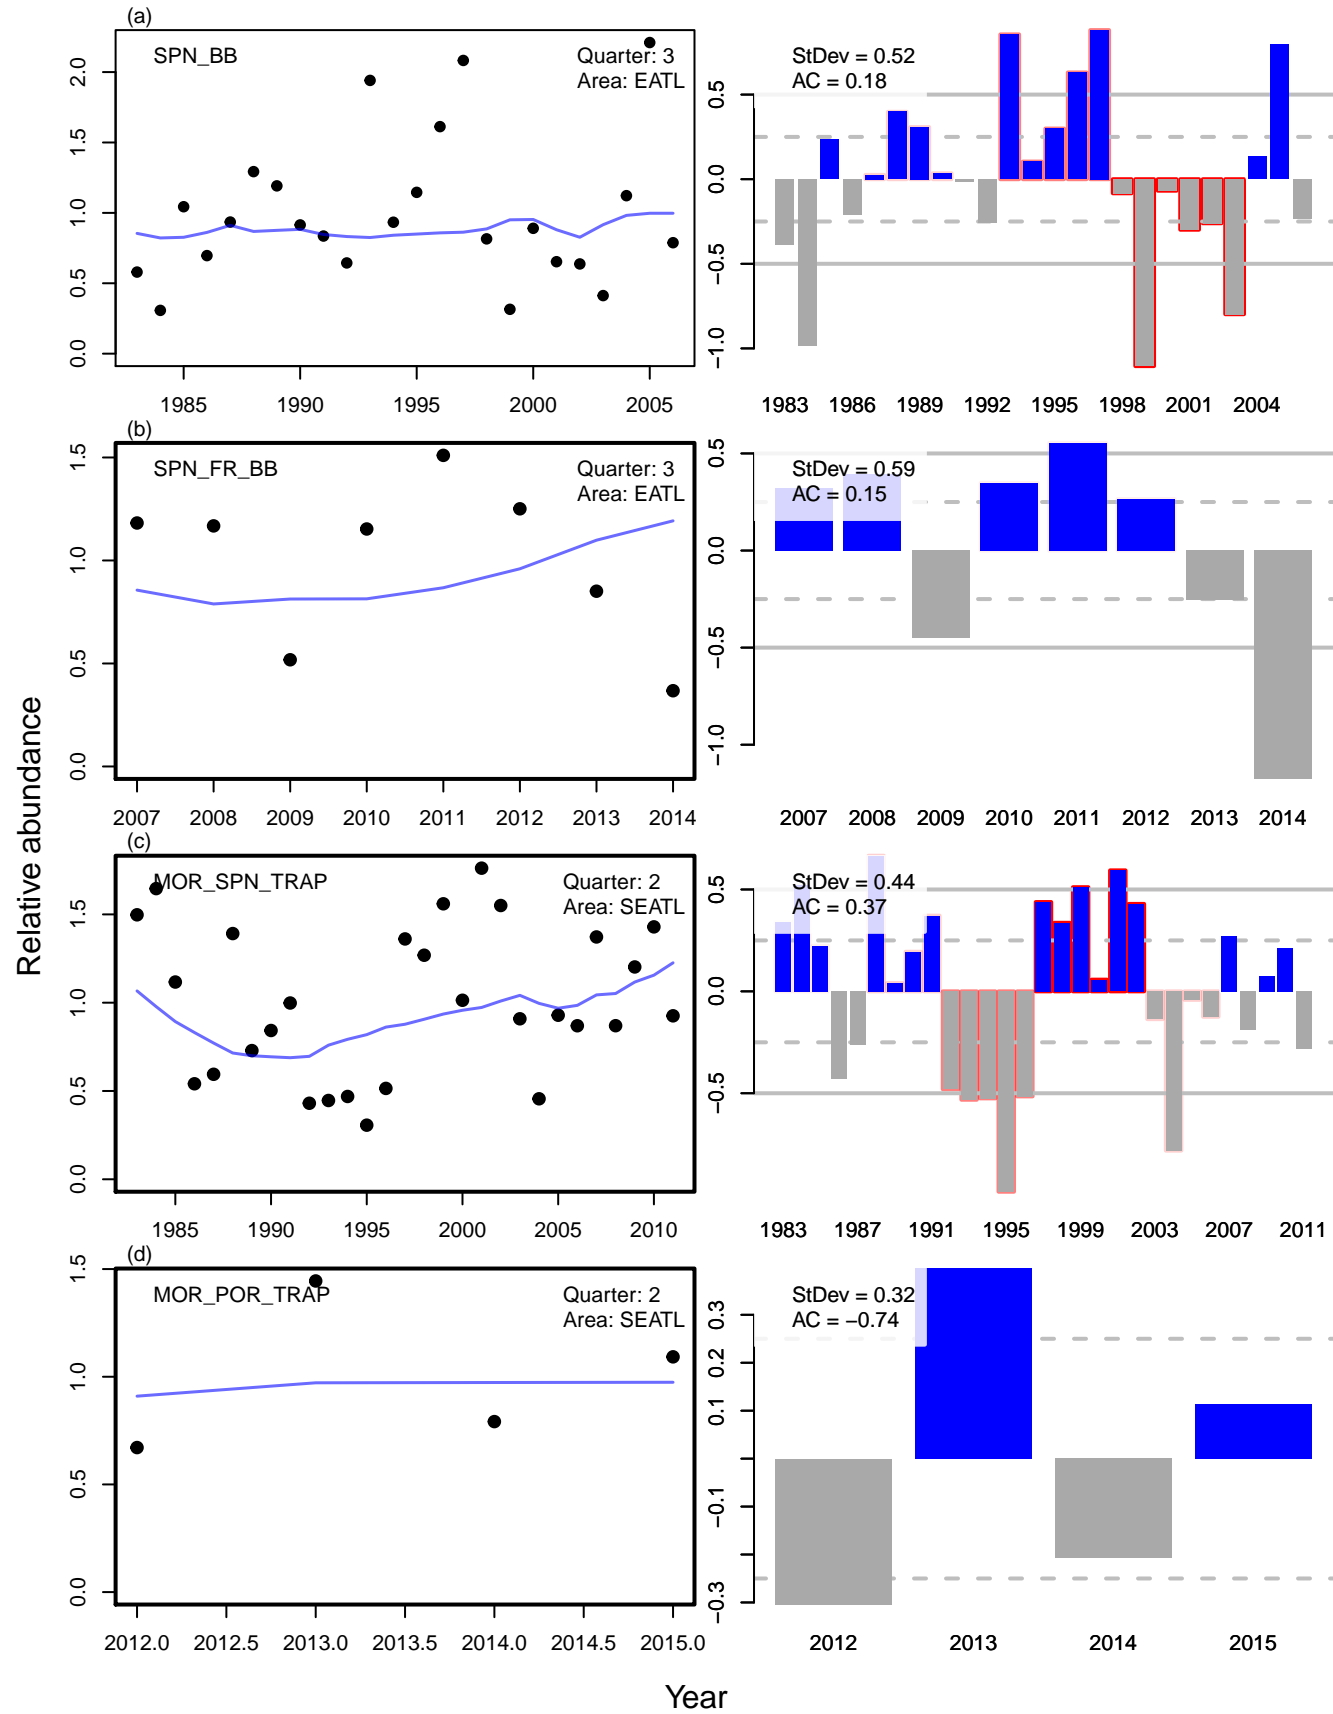 (a)
SPN_BB
Quarter: 3
Area: EATL
0.0 0.5 1.0 1.5 2.0
1985 1990 1995 2000 2005
StDev = 0.52
AC = 0.18
−1.0 −0.5 0.0 0.5
1983 1986 1989 1992 1995 1998 2001 2004
(b)
SPN_FR_BB
Quarter: 3
Area: EATL
0.0 0.5 1.0 1.5
2007 2008 2009 2010 2011 2012 2013 2014
StDev = 0.59
AC = 0.15
−1.0 −0.5 0.0 0.5
2007 2008 2009 2010 2011 2012 2013 2014
(c)
MOR_SPN_TRAP
Quarter: 2
Area: SEATL
0.0 0.5 1.0 1.5
1985 1990 1995 2000 2005 2010
StDev = 0.44
AC = 0.37
−0.5 0.0 0.5
1983 1987 1991 1995 1999 2003 2007 2011
(d)
MOR_POR_TRAP
Quarter: 2
Area: SEATL
0.0 0.5 1.0 1.5
2012.0 2012.5 2013.0 2013.5 2014.0 2014.5 2015.0
StDev = 0.32
AC = −0.74
−0.3 −0.1 0.1 0.2 0.3
2012 2013 2014 2015
Relative abundance
Year